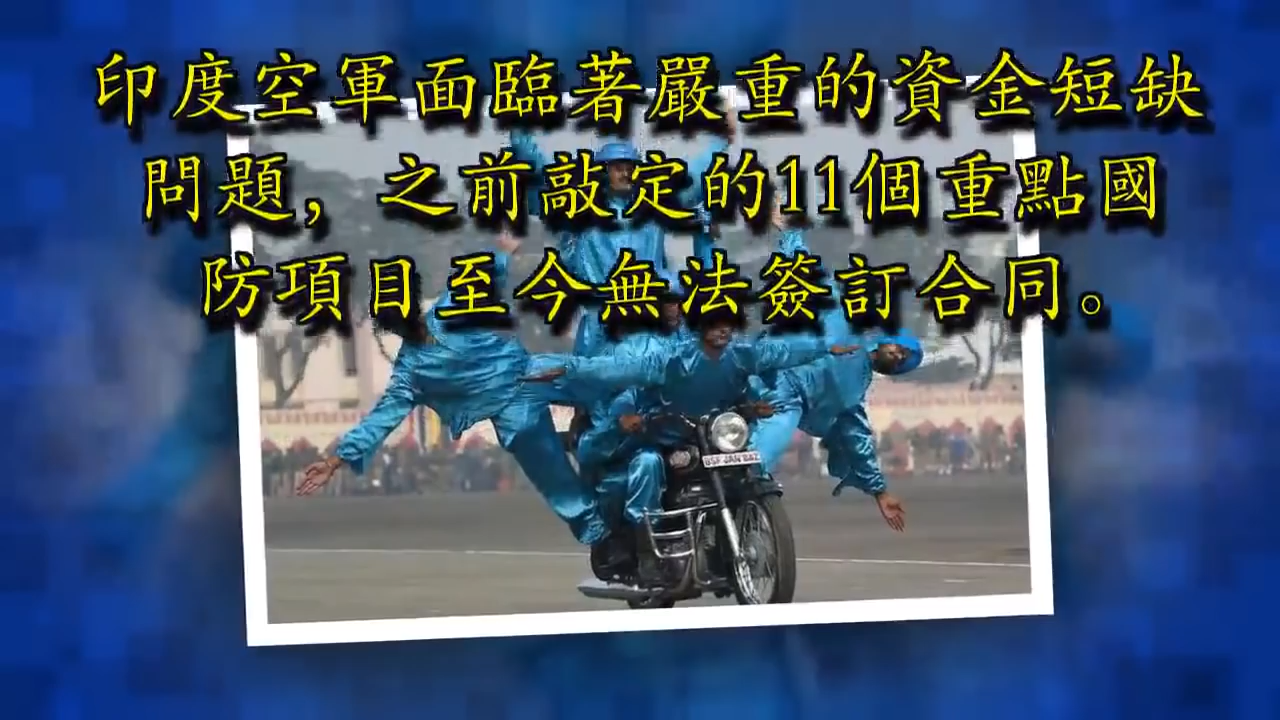 印度空軍面臨著嚴重的資金短缺
問題，之前敲定的11個重點國
防項目至今無法簽訂合同。